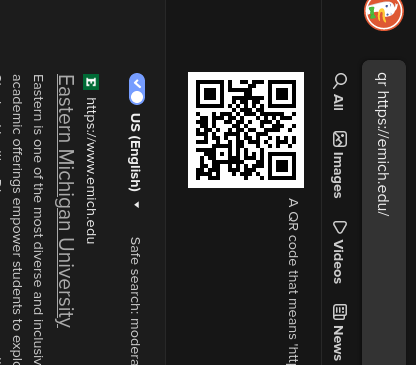 qr https://emich.edu/
All Images Videos News
A QR code that means 'http
US (English) ▼ Safe search: modera
E https://www.emich.edu
Eastern Michigan University
Eastern is one of the most diverse and inclusiv
academic offerings empower students to explo